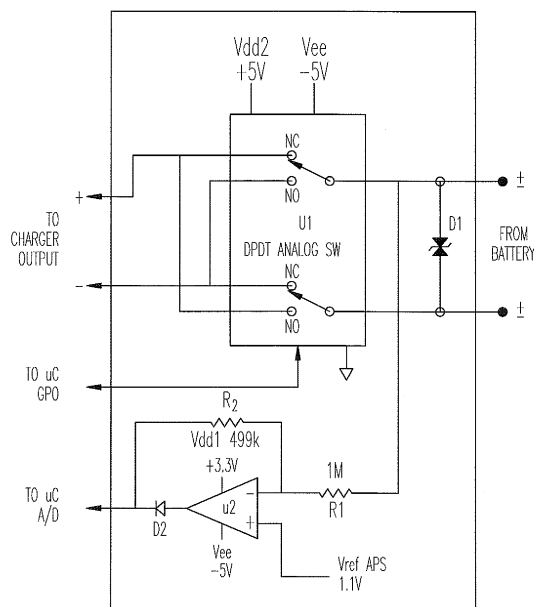 Vdd2
+5V
Vee
-5V
NC
NO
U1
DPDT ANALOG SW
NC
NO
+
TO
CHARGER
OUTPUT
-
±
D1
FROM
BATTERY
±
TO uC
GPO
R2
Vdd1 499k
+3.3V
-
u2
+
Vee
-5V
D2
1M
R1
TO uC
A/D
Vref APS
1.1V